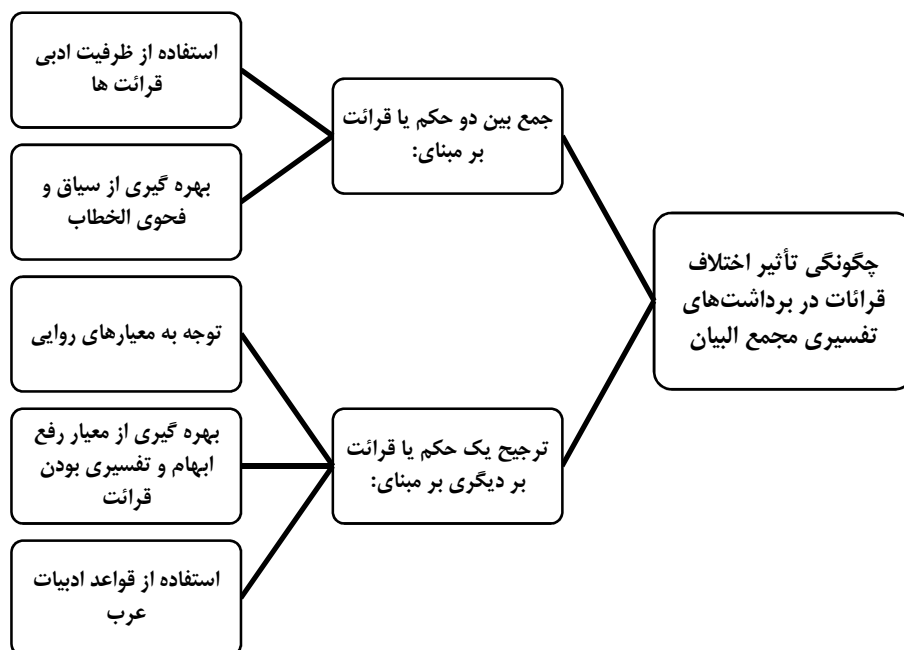 چگونگی تأثیر اختلاف
قرائات در برداشت‌های
تفسیری مجمع البیان
جمع بین دو حکم یا قرائت
بر مبنای:
استفاده از ظرفیت ادبی
قرائت ها
بهره گیری از سیاق و
فحوی الخطاب
ترجیح یک حکم یا قرائت
بر دیگری بر مبنای:
توجه به معیارهای روایی
بهره گیری از معیار رفع
ابهام و تفسیری بودن
قرائت
استفاده از قواعد ادبیات
عرب